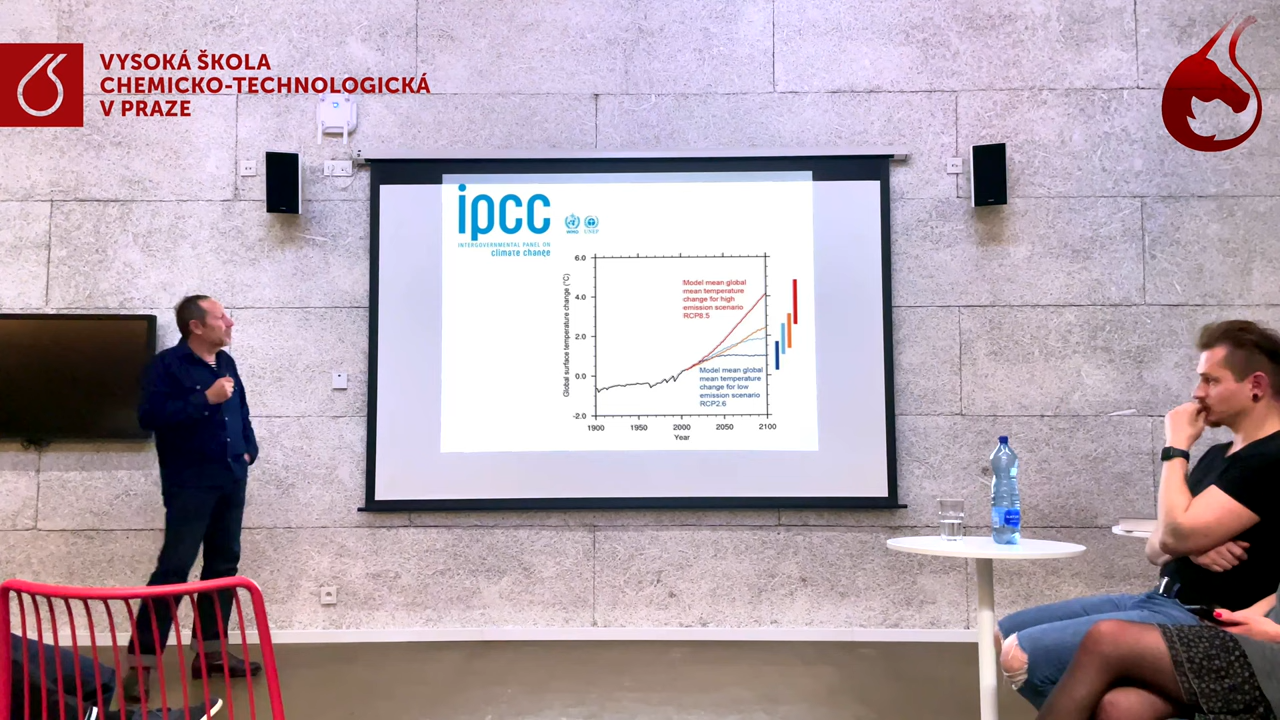 VYSOKÁ ŠKOLA
CHEMICKO-TECHNOLOGICKÁ
V PRAZE
ipcc
INTERGOVERNMENTAL PANEL ON
climate change
WMO
UNEP
Global surface temperature change (°C)
6.0
4.0
2.0
0.0
-2.0
Model mean global
mean temperature
change for high
emission scenario
RCP8.5
Model mean global
mean temperature
change for low
emission scenario
RCP2.6
1900
1950
2000
2050
2100
Year